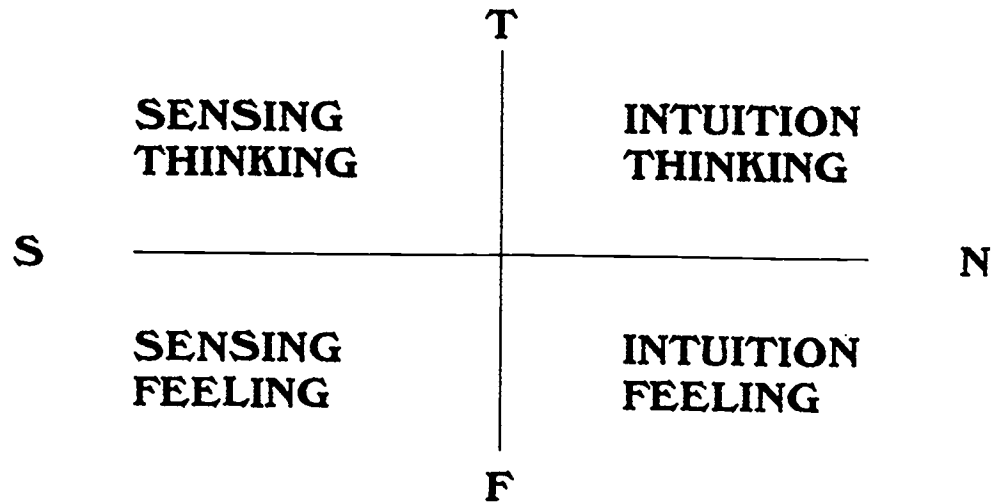 T
SENSING
THINKING
INTUITION
THINKING
S
N
SENSING
FEELING
INTUITION
FEELING
F